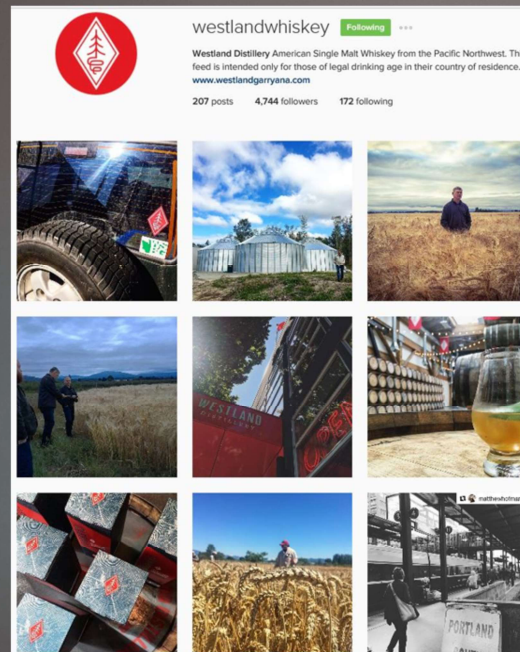 westlandwhiskey Following
Westland Distillery American Single Malt Whiskey from the Pacific Northwest. Th
feed is intended only for those of legal drinking age in their country of residence.
www.westlandgarryana.com
207 posts 4,744 followers 172 following
WESTLAND
DISTILLERY
OPEN
PORTLAND